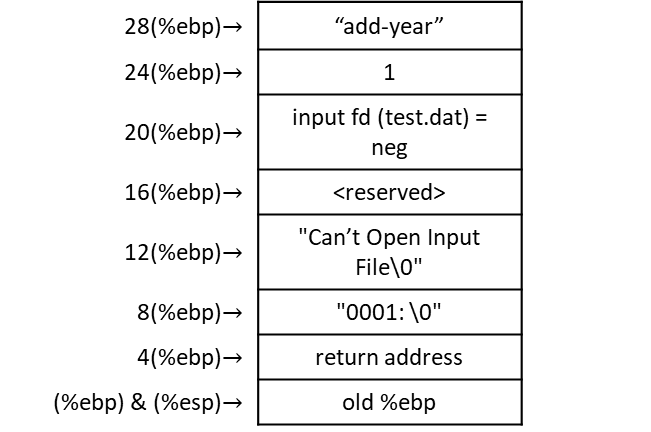 28(%ebp)→ “add-year”
24(%ebp)→ 1
20(%ebp)→ input fd (test.dat) =
neg
16(%ebp)→ <reserved>
12(%ebp)→ "Can’t Open Input
File\0"
8(%ebp)→ "0001: \0"
4(%ebp)→ return address
(%ebp) & (%esp)→ old %ebp